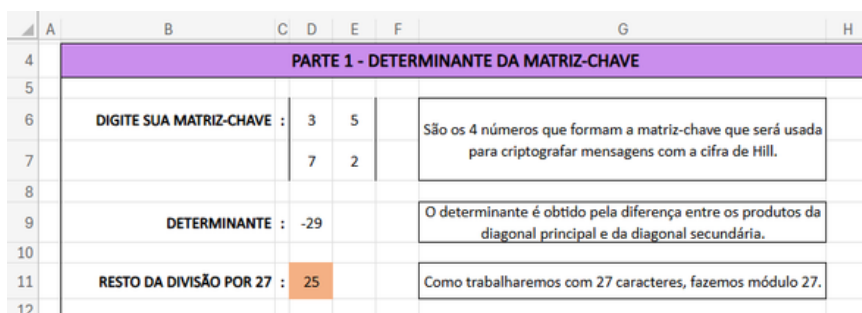 A B C D E F G H
4 PARTE 1 - DETERMINANTE DA MATRIZ-CHAVE
5
6 DIGITE SUA MATRIZ-CHAVE : 3 5
São os 4 números que formam a matriz-chave que será usada
para criptografar mensagens com a cifra de Hill.
7 7 2
8
9 DETERMINANTE : -29
O determinante é obtido pela diferença entre os produtos da
diagonal principal e da diagonal secundária.
10
11 RESTO DA DIVISÃO POR 27 : 25 Como trabalharemos com 27 caracteres, fazemos módulo 27.
12